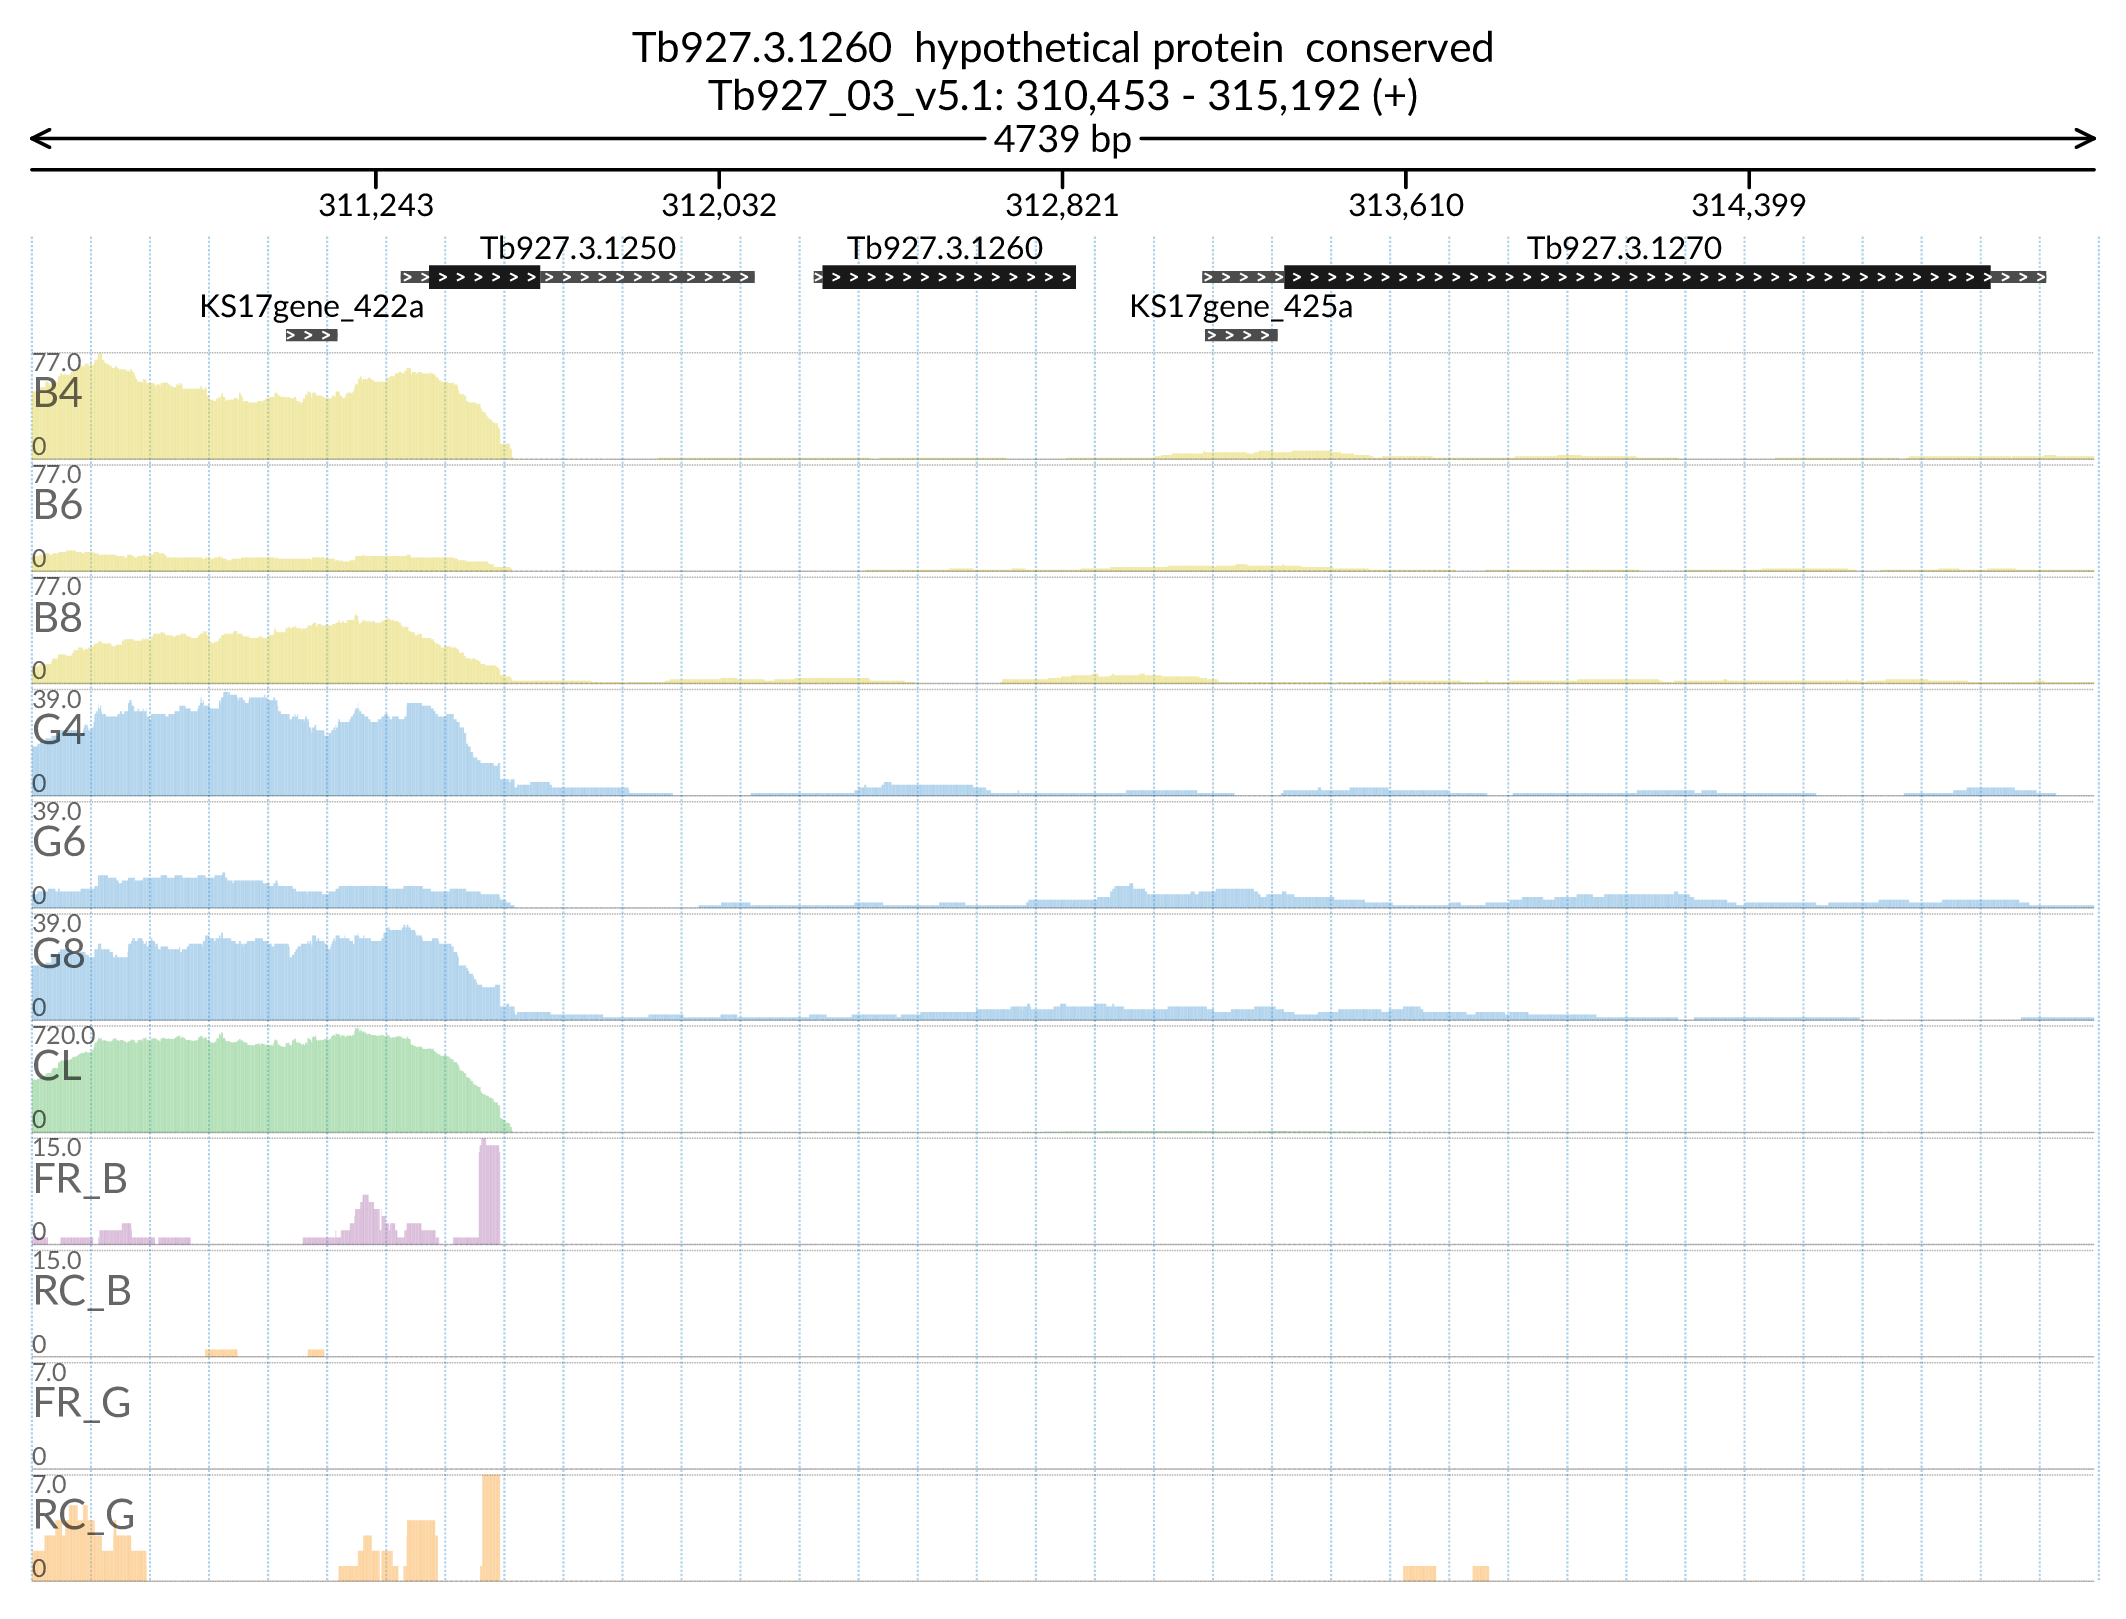 Tb927.3.1260 hypothetical protein conserved
Tb927_03_v5.1: 310,453 - 315,192 (+)
4739 bp
311,243 312,032 312,821 313,610 314,399
Tb927.3.1250 Tb927.3.1260 Tb927.3.1270
KS17gene_422a KS17gene_425a
77.0
B4
0
77.0
B6
0
77.0
B8
0
39.0
G4
0
39.0
G6
0
39.0
G8
0
720.0
CL
0
15.0
FR_B
0
15.0
RC_B
0
7.0
FR_G
0
7.0
RC_G
0